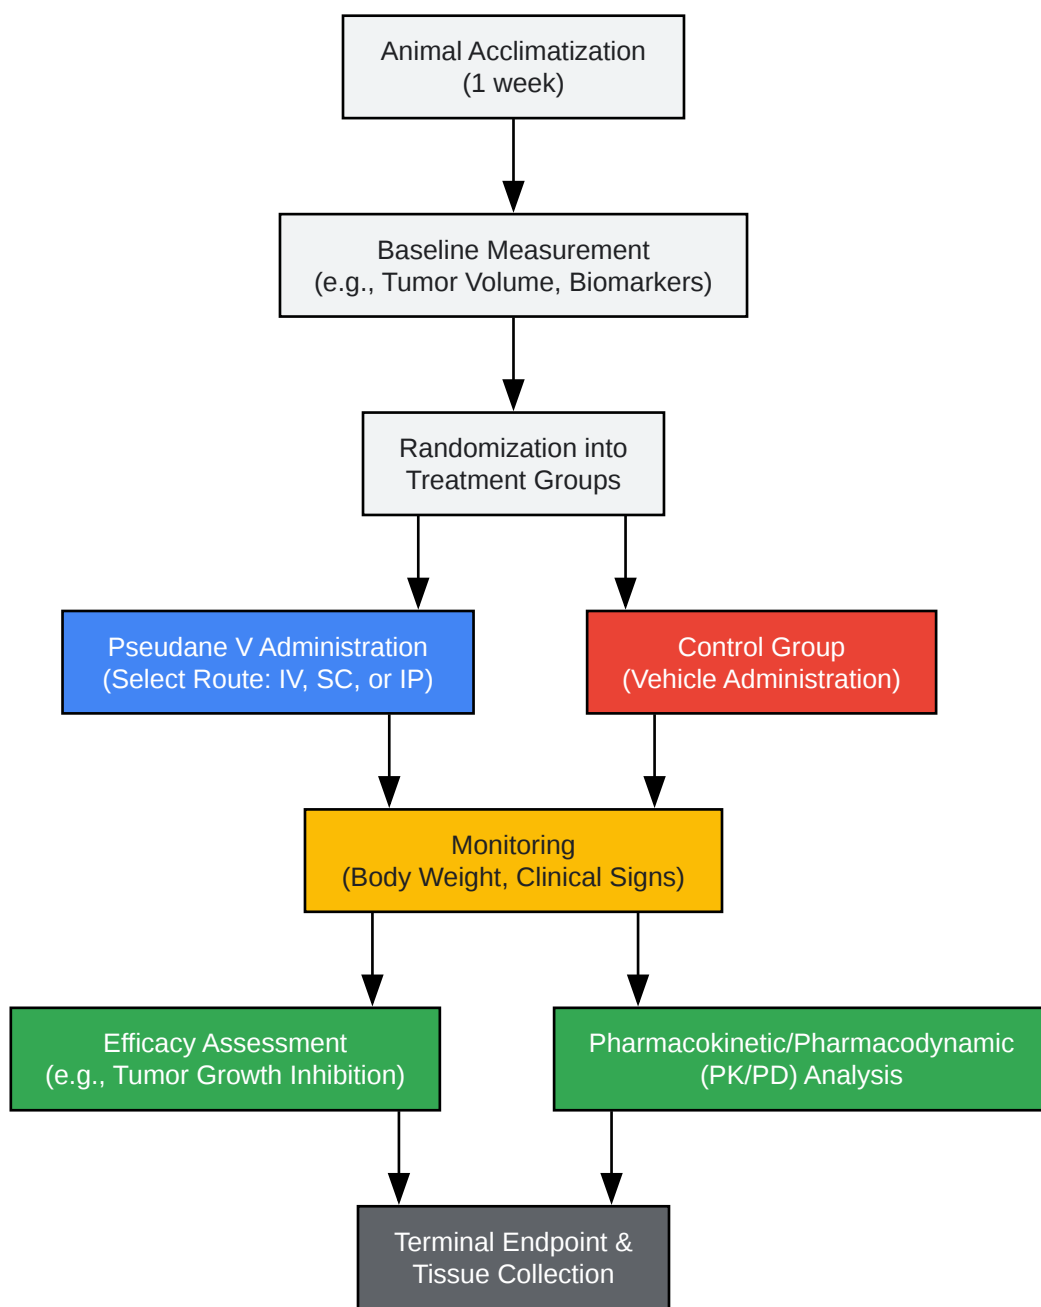 Animal Acclimatization
(1 week)
Baseline Measurement
(e.g., Tumor Volume, Biomarkers)
Randomization into
Treatment Groups
Pseudane V Administration
(Select Route: IV, SC, or IP)
Control Group
(Vehicle Administration)
Monitoring
(Body Weight, Clinical Signs)
Efficacy Assessment
(e.g., Tumor Growth Inhibition)
Pharmacokinetic/Pharmacodynamic
(PK/PD) Analysis
Terminal Endpoint &
Tissue Collection